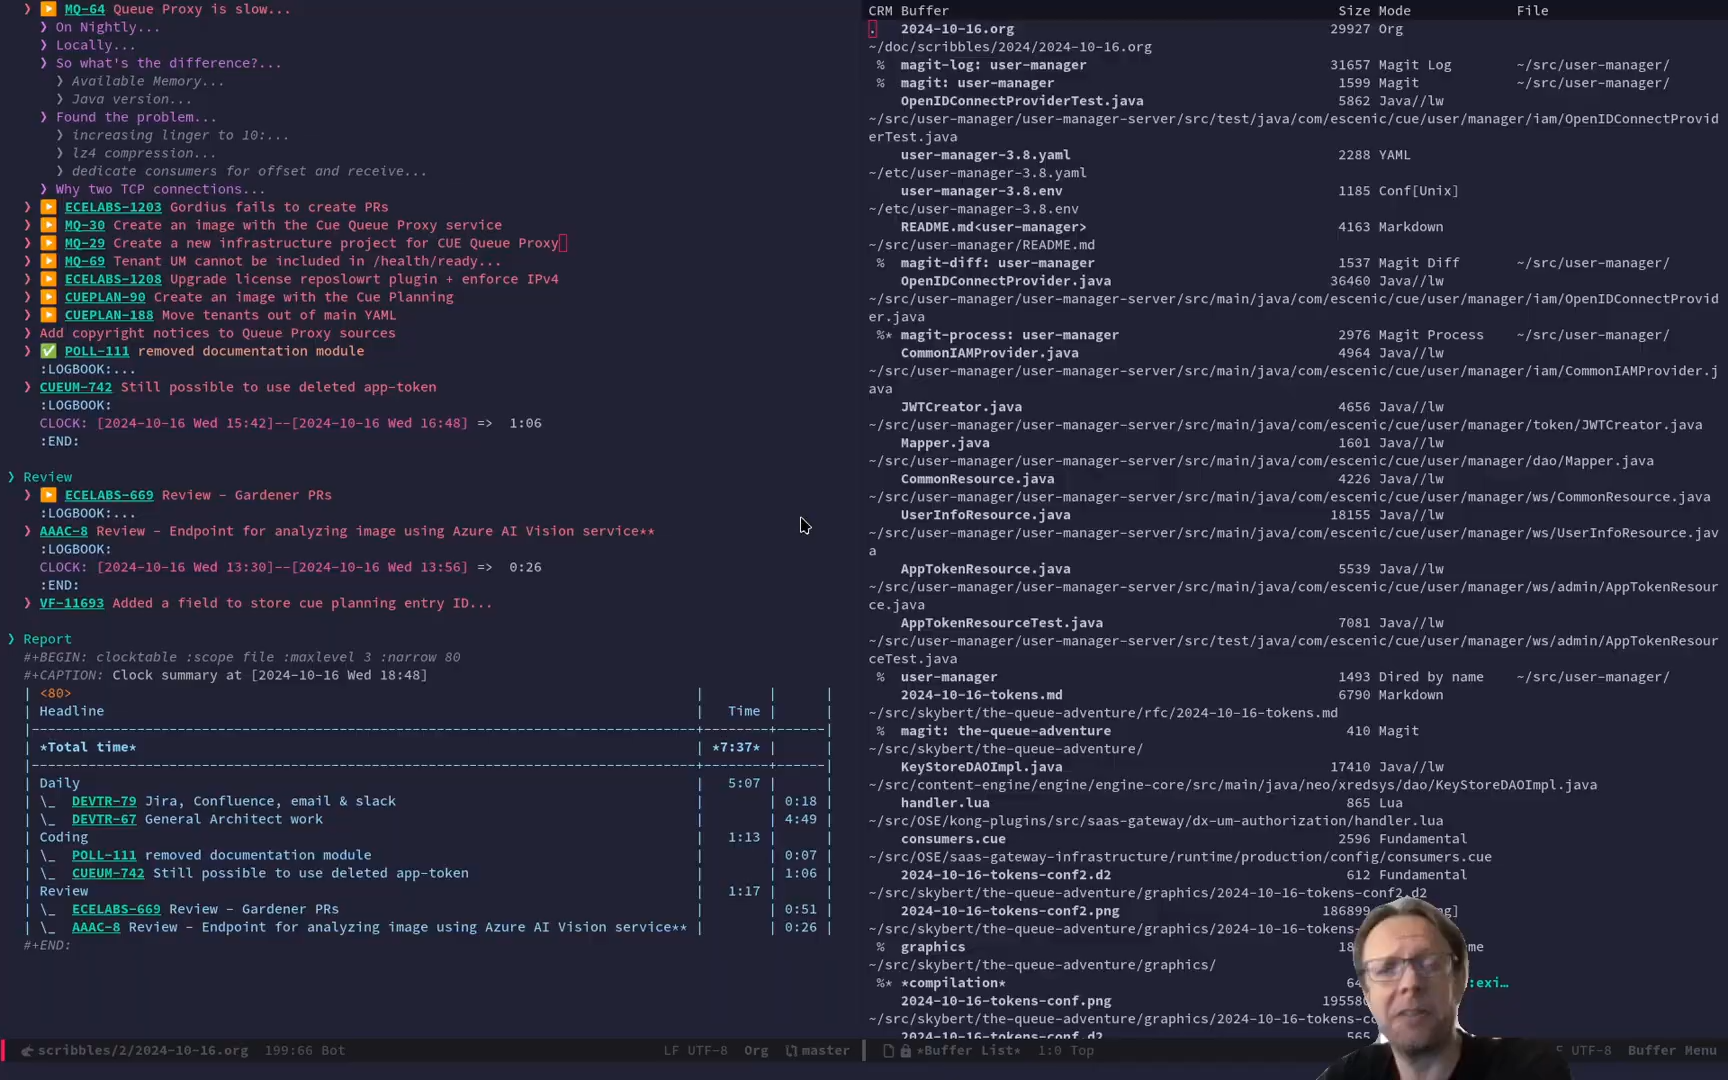 ❯ ▶ MQ-64 Queue Proxy is slow...
❯ On Nightly...
❯ Locally...
❯ So what's the difference?...
❯ Available Memory...
❯ Java version...
❯ Found the problem...
❯ increasing linger to 10:...
❯ lz4 compression...
❯ dedicate consumers for offset and receive...
❯ Why two TCP connections...
❯ ▶ ECELABS-1203 Gordius fails to create PRs
❯ ▶ MQ-30 Create an image with the Cue Queue Proxy service
❯ ▶ MQ-29 Create a new infrastructure project for CUE Queue Proxy
❯ ▶ MQ-69 Tenant UM cannot be included in /health/ready...
❯ ▶ ECELABS-1208 Upgrade license reposlowrt plugin + enforce IPv4
❯ ▶ CUEPLAN-90 Create an image with the Cue Planning
❯ ▶ CUEPLAN-188 Move tenants out of main YAML
❯ Add copyright notices to Queue Proxy sources
❯ ✅ POLL-111 removed documentation module
:LOGBOOK:...
❯ CUEUM-742 Still possible to use deleted app-token
:LOGBOOK:
CLOCK: [2024-10-16 Wed 15:42]--[2024-10-16 Wed 16:48] =>  1:06
:END:
❯ Review
❯ ▶ ECELABS-669 Review - Gardener PRs
:LOGBOOK:...
❯ AAAC-8 Review - Endpoint for analyzing image using Azure AI Vision service**
:LOGBOOK:
CLOCK: [2024-10-16 Wed 13:30]--[2024-10-16 Wed 13:56] =>  0:26
:END:
❯ VF-11693 Added a field to store cue planning entry ID...
❯ Report
#+BEGIN: clocktable :scope file :maxlevel 3 :narrow 80
#+CAPTION: Clock summary at [2024-10-16 Wed 18:48]
| <80> | | |
| Headline | Time | |
| *Total time* | *7:37* | |
| Daily | 5:07 | |
| \_ DEVTR-79 Jira, Confluence, email & slack | | 0:18 |
| \_ DEVTR-67 General Architect work | | 4:49 |
| Coding | 1:13 | |
| \_ POLL-111 removed documentation module | | 0:07 |
| \_ CUEUM-742 Still possible to use deleted app-token | | 1:06 |
| Review | 1:17 | |
| \_ ECELABS-669 Review - Gardener PRs | | 0:51 |
| \_ AAAC-8 Review - Endpoint for analyzing image using Azure AI Vision service** | | 0:26 |
#+END:
scribbles/2/2024-10-16.org 199:66 Bot LF UTF-8 Org master
CRM Buffer Size Mode File
. 2024-10-16.org 29927 Org
~/doc/scribbles/2024/2024-10-16.org
% magit-log: user-manager 31657 Magit Log ~/src/user-manager/
% magit: user-manager 1599 Magit ~/src/user-manager/
OpenIDConnectProviderTest.java 5862 Java//lw
~/src/user-manager/user-manager-server/src/test/java/com/escenic/cue/user/manager/iam/OpenIDConnectProvid
erTest.java
user-manager-3.8.yaml 2288 YAML
~/etc/user-manager-3.8.yaml
user-manager-3.8.env 1185 Conf[Unix]
~/etc/user-manager-3.8.env
README.md<user-manager> 4163 Markdown
~/src/user-manager/README.md
% magit-diff: user-manager 1537 Magit Diff ~/src/user-manager/
OpenIDConnectProvider.java 36460 Java//lw
~/src/user-manager/user-manager-server/src/main/java/com/escenic/cue/user/manager/iam/OpenIDConnectProvid
er.java
%* magit-process: user-manager 2976 Magit Process ~/src/user-manager/
CommonIAMProvider.java 4964 Java//lw
~/src/user-manager/user-manager-server/src/main/java/com/escenic/cue/user/manager/iam/CommonIAMProvider.j
ava
JWTCreator.java 4656 Java//lw
~/src/user-manager/user-manager-server/src/main/java/com/escenic/cue/user/manager/token/JWTCreator.java
Mapper.java 1601 Java//lw
~/src/user-manager/user-manager-server/src/main/java/com/escenic/cue/user/manager/dao/Mapper.java
CommonResource.java 4226 Java//lw
~/src/user-manager/user-manager-server/src/main/java/com/escenic/cue/user/manager/ws/CommonResource.java
UserInfoResource.java 18155 Java//lw
~/src/user-manager/user-manager-server/src/main/java/com/escenic/cue/user/manager/ws/UserInfoResource.jav
a
AppTokenResource.java 5539 Java//lw
~/src/user-manager/user-manager-server/src/main/java/com/escenic/cue/user/manager/ws/admin/AppTokenResour
ce.java
AppTokenResourceTest.java 7081 Java//lw
~/src/user-manager/user-manager-server/src/test/java/com/escenic/cue/user/manager/ws/admin/AppTokenResour
ceTest.java
% user-manager 1493 Dired by name ~/src/user-manager/
2024-10-16-tokens.md 6790 Markdown
~/src/skybert/the-queue-adventure/rfc/2024-10-16-tokens.md
% magit: the-queue-adventure 410 Magit
~/src/skybert/the-queue-adventure/
KeyStoreDAOImpl.java 17410 Java//lw
~/src/content-engine/engine/engine-core/src/main/java/neo/xredsys/dao/KeyStoreDAOImpl.java
handler.lua 865 Lua
~/src/OSE/kong-plugins/src/saas-gateway/dx-um-authorization/handler.lua
consumers.cue 2596 Fundamental
~/src/OSE/saas-gateway-infrastructure/runtime/production/config/consumers.cue
2024-10-16-tokens-conf2.d2 612 Fundamental
~/src/skybert/the-queue-adventure/graphics/2024-10-16-tokens-conf2.d2
2024-10-16-tokens-conf2.png 186899
~/src/skybert/the-queue-adventure/graphics/2024-10-16-tokens-
% graphics
~/src/skybert/the-queue-adventure/graphics/
%* *compilation* :exi…
2024-10-16-tokens-conf.png 19558
~/src/skybert/the-queue-adventure/graphics/2024-10-16-tokens-c
2024-10-16-tokens-conf.d2 565
*Buffer List* 1:0 Top UTF-8 Buffer Menu